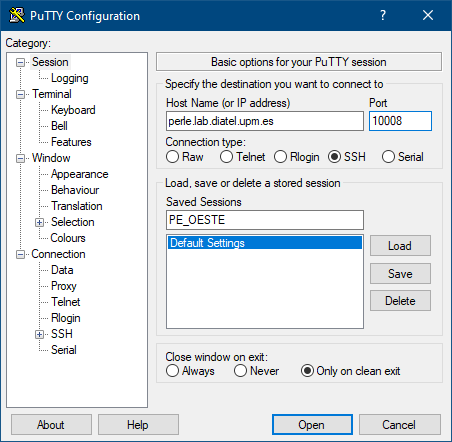 PuTTY Configuration
Category:
Session
Logging
Terminal
Keyboard
Bell
Features
Window
Appearance
Behaviour
Translation
Selection
Colours
Connection
Data
Proxy
Telnet
Rlogin
SSH
Serial
Basic options for your PuTTY session
Specify the destination you want to connect to
Host Name (or IP address) Port
perle.lab.diatel.upm.es 10008
Connection type:
Raw Telnet Rlogin SSH Serial
Load, save or delete a stored session
Saved Sessions
PE_OESTE
Default Settings
Load
Save
Delete
Close window on exit:
Always Never Only on clean exit
About Help Open Cancel